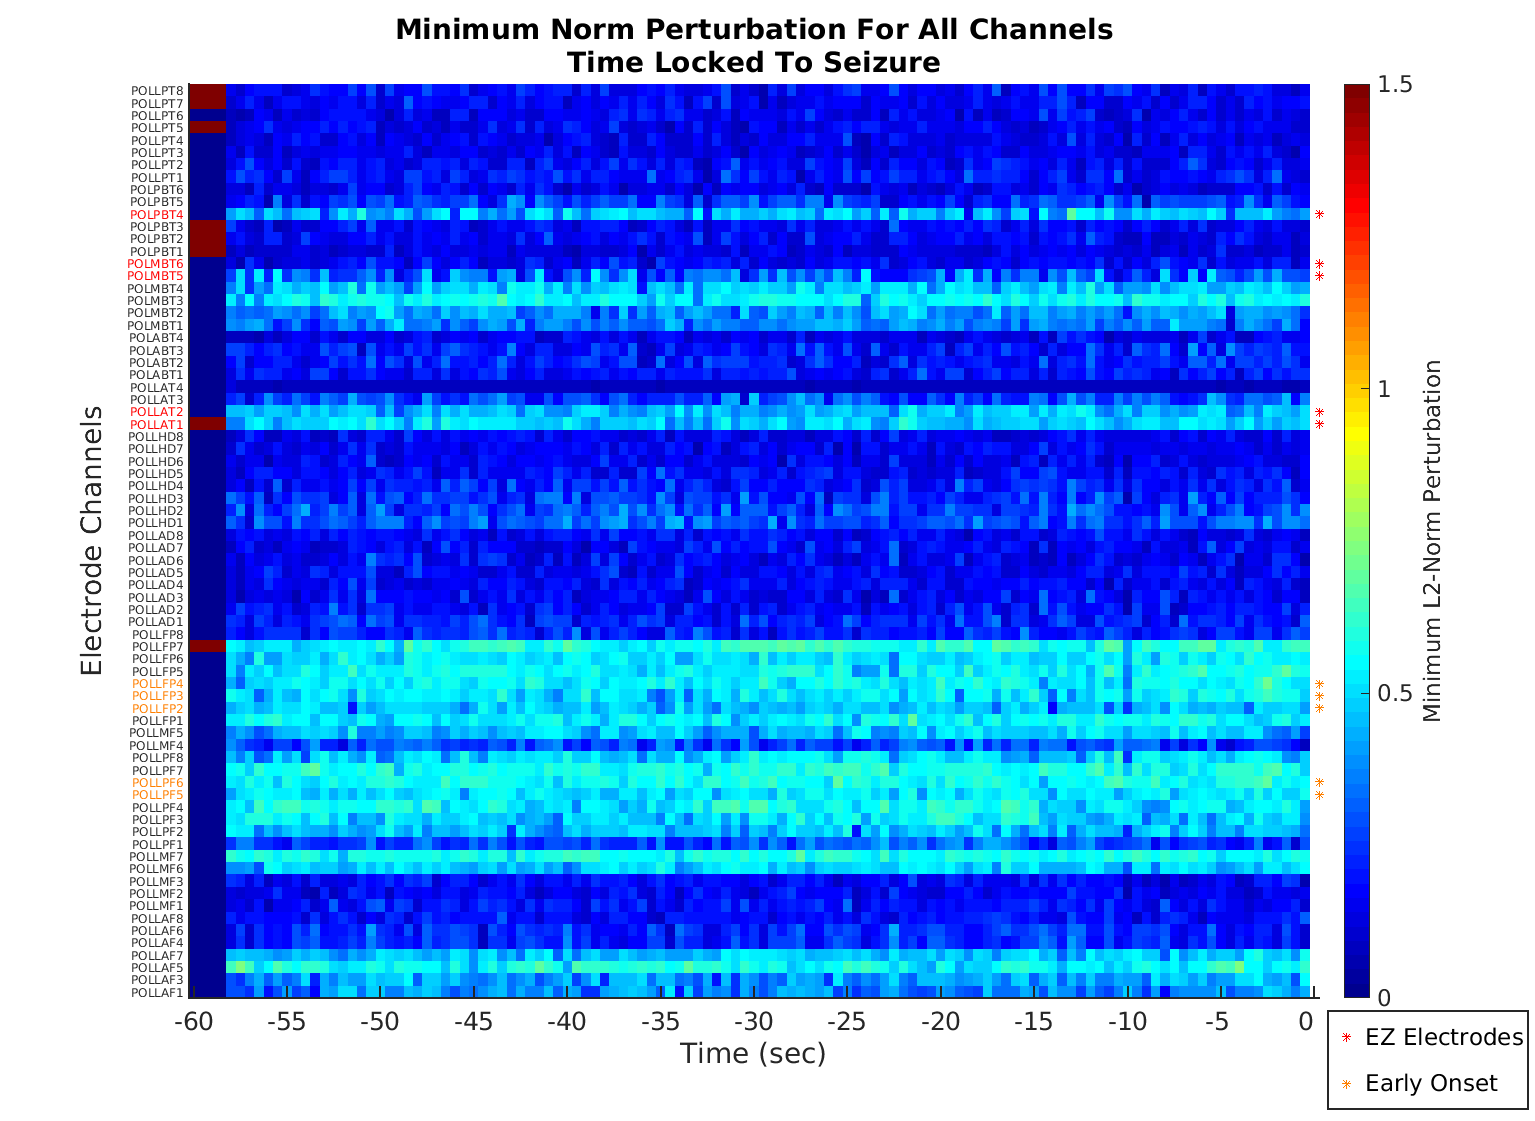 Minimum Norm Perturbation For All Channels
Time Locked To Seizure
Electrode Channels
POLLPT8
POLLPT7
POLLPT6
POLLPT5
POLLPT4
POLLPT3
POLLPT2
POLLPT1
POLPBT6
POLPBT5
POLPBT4
POLPBT3
POLPBT2
POLPBT1
POLMBT6
POLMBT5
POLMBT4
POLMBT3
POLMBT2
POLMBT1
POLABT4
POLABT3
POLABT2
POLABT1
POLLAT4
POLLAT3
POLLAT2
POLLAT1
POLLHD8
POLLHD7
POLLHD6
POLLHD5
POLLHD4
POLLHD3
POLLHD2
POLLHD1
POLLAD8
POLLAD7
POLLAD6
POLLAD5
POLLAD4
POLLAD3
POLLAD2
POLLAD1
POLLFP8
POLLFP7
POLLFP6
POLLFP5
POLLFP4
POLLFP3
POLLFP2
POLLFP1
POLLMF5
POLLMF4
POLLPF8
POLLPF7
POLLPF6
POLLPF5
POLLPF4
POLLPF3
POLLPF2
POLLPF1
POLLMF7
POLLMF6
POLLMF3
POLLMF2
POLLMF1
POLLAF8
POLLAF6
POLLAF4
POLLAF7
POLLAF5
POLLAF3
POLLAF1
-60 -55 -50 -45 -40 -35 -30 -25 -20 -15 -10 -5 0
Time (sec)
1.5
1
0.5
0
Minimum L2-Norm Perturbation
EZ Electrodes
Early Onset